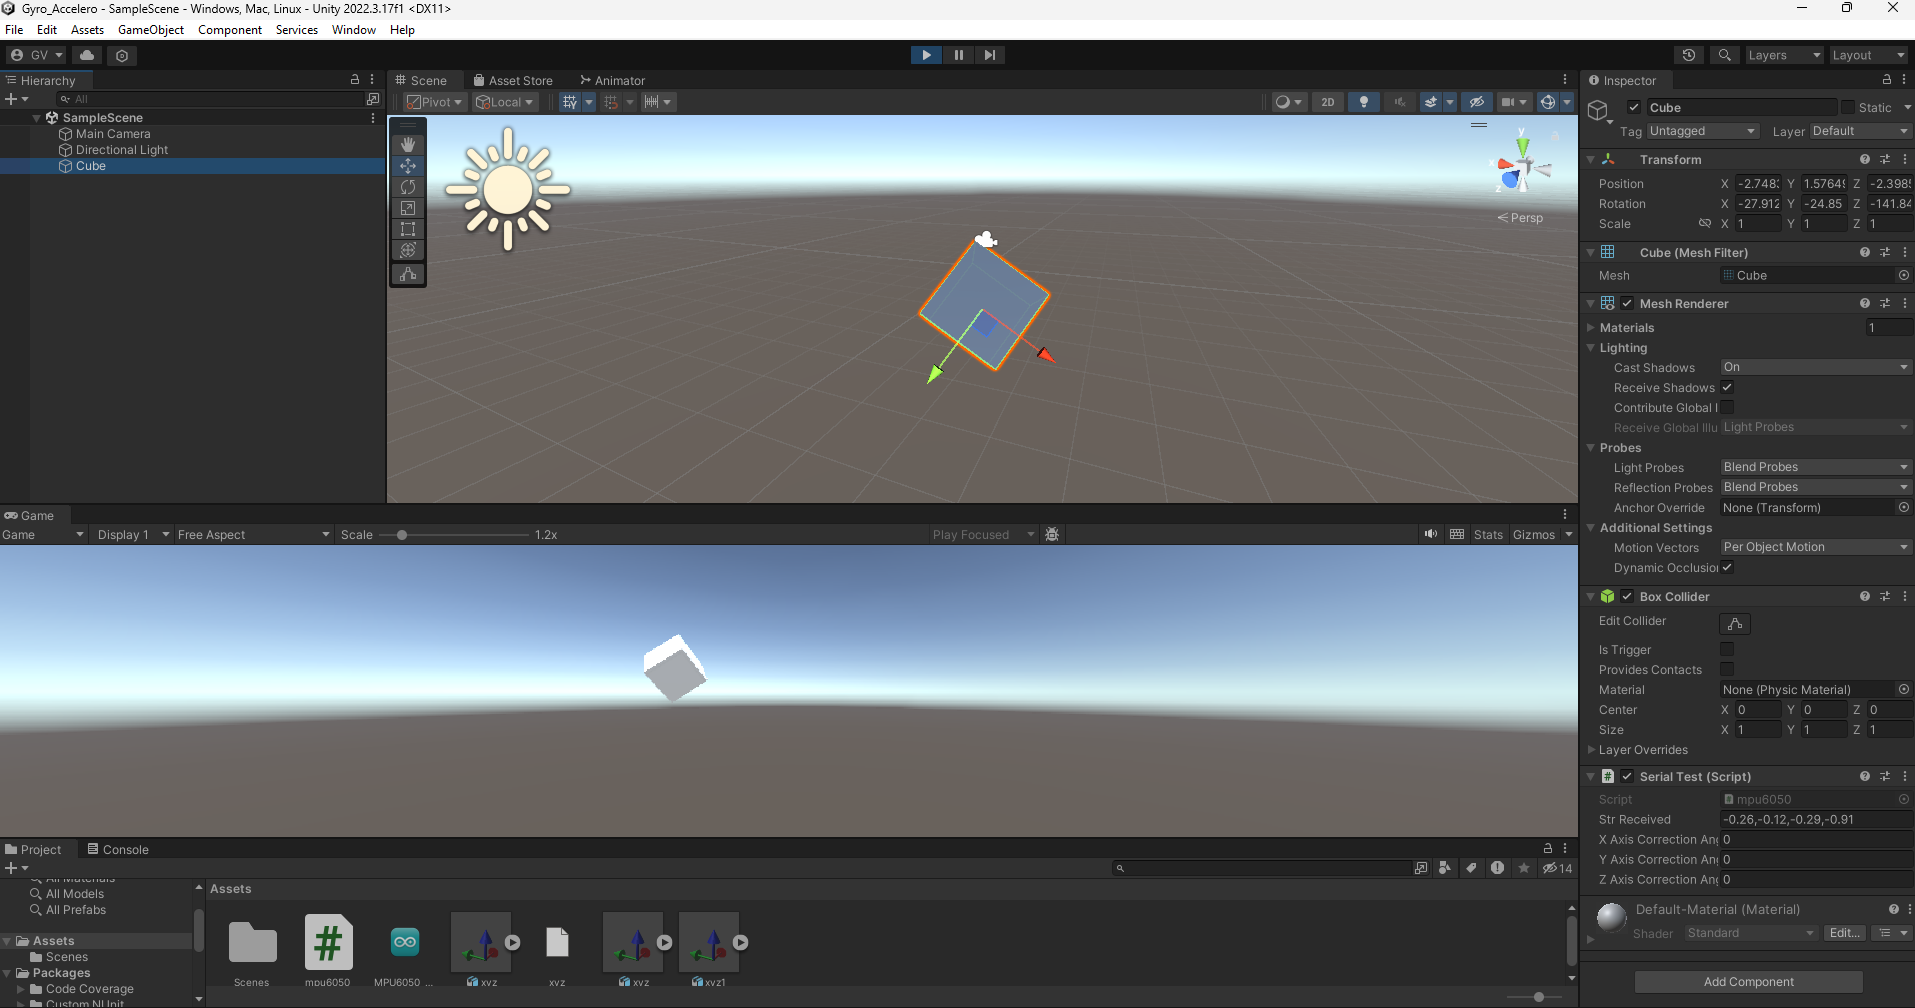 Gyro_Accelero - SampleScene - Windows, Mac, Linux - Unity 2022.3.17f1 <DX11>
File Edit Assets GameObject Component Services Window Help
GV
Layers Layout
Hierarchy
All
SampleScene
Main Camera
Directional Light
Cube
Scene Asset Store Animator
Pivot Local 2D
y
x
z
Persp
Game
Game Display 1 Free Aspect Scale 1.2x Play Focused Stats Gizmos
Project Console
14
All Models
All Prefabs
Assets
Scenes
Packages
Code Coverage
Custom NUnit
Assets
Scenes mpu6050 MPU6050 ... xyz xyz xyz xyz1
Inspector
Cube Static
Tag Untagged Layer Default
Transform
Position X -2.748 Y 1.5764 Z -2.398
Rotation X -27.912 Y -24.85 Z -141.84
Scale X 1 Y 1 Z 1
Cube (Mesh Filter)
Mesh Cube
Mesh Renderer
Materials 1
Lighting
Cast Shadows On
Receive Shadows
Contribute Global I
Receive Global Illu Light Probes
Probes
Light Probes Blend Probes
Reflection Probes Blend Probes
Anchor Override None (Transform)
Additional Settings
Motion Vectors Per Object Motion
Dynamic Occlusio
Box Collider
Edit Collider
Is Trigger
Provides Contacts
Material None (Physic Material)
Center X 0 Y 0 Z 0
Size X 1 Y 1 Z 1
Layer Overrides
# Serial Test (Script)
Script mpu6050
Str Received -0.26,-0.12,-0.29,-0.91
X Axis Correction An 0
Y Axis Correction An 0
Z Axis Correction An 0
Default-Material (Material)
Shader Standard Edit...
Add Component